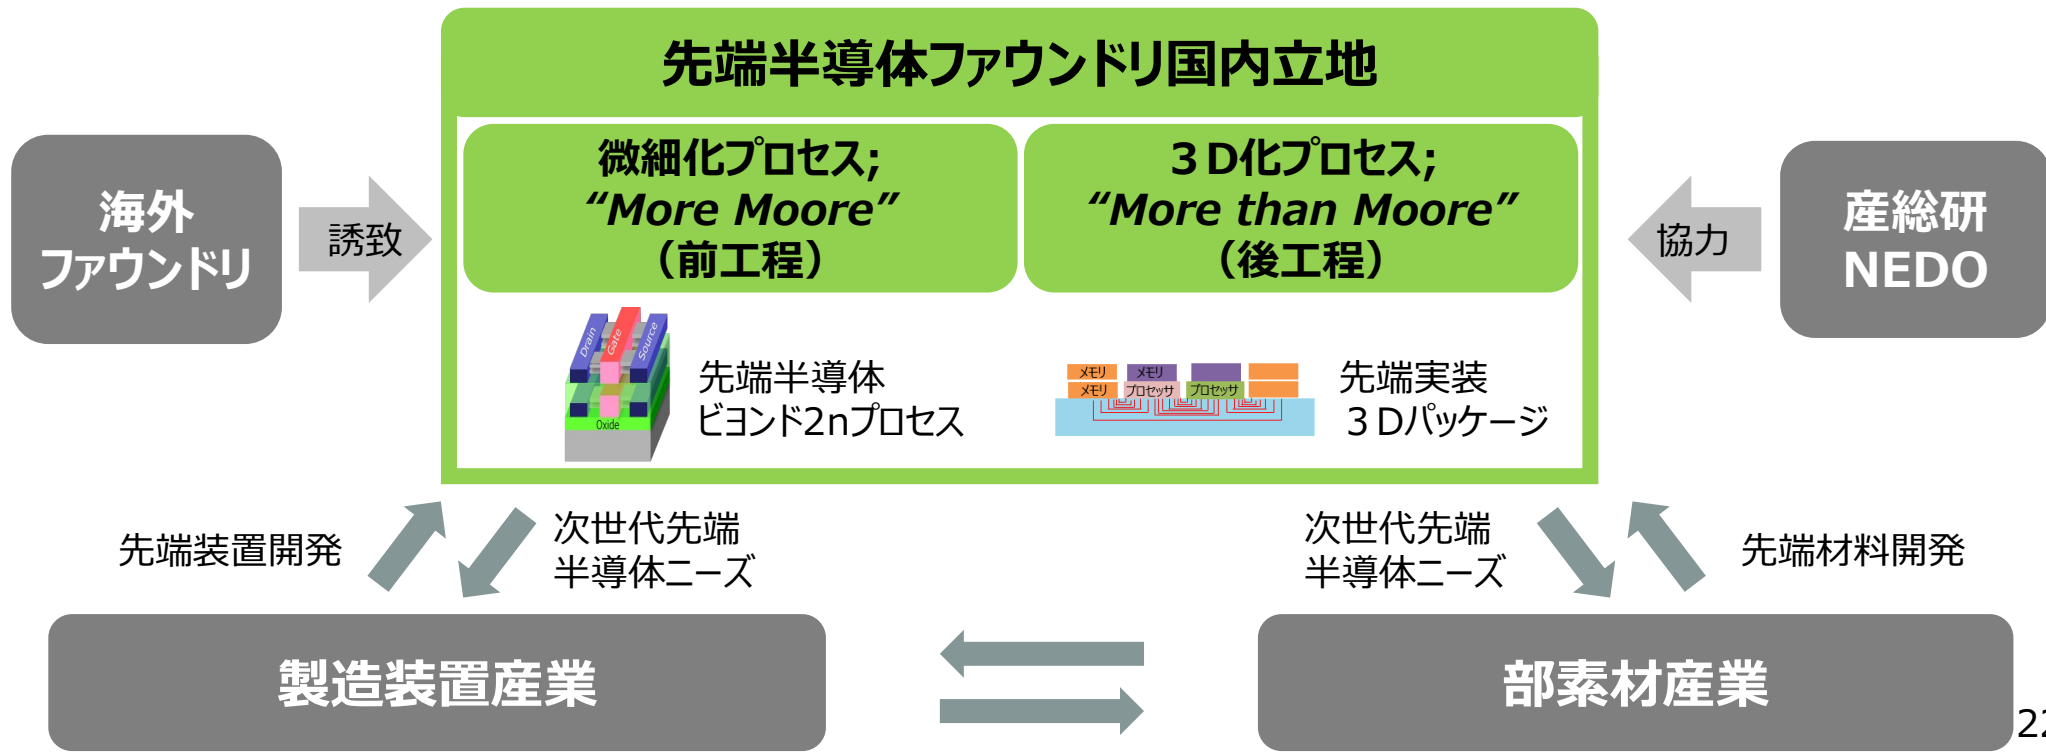 先端半導体ファウンドリ国内立地
微細化プロセス;
“More Moore”
（前工程）
３D化プロセス;
“More than Moore”
（後工程）
海外
ファウンドリ
誘致
協力
産総研
NEDO
Drain
Gate
Source
Oxide
先端半導体
ビヨンド2nプロセス
メモリ
メモリ
メモリ
プロセッサ
プロセッサ
先端実装
３Dパッケージ
先端装置開発
次世代先端
半導体ニーズ
次世代先端
半導体ニーズ
先端材料開発
製造装置産業
部素材産業
22